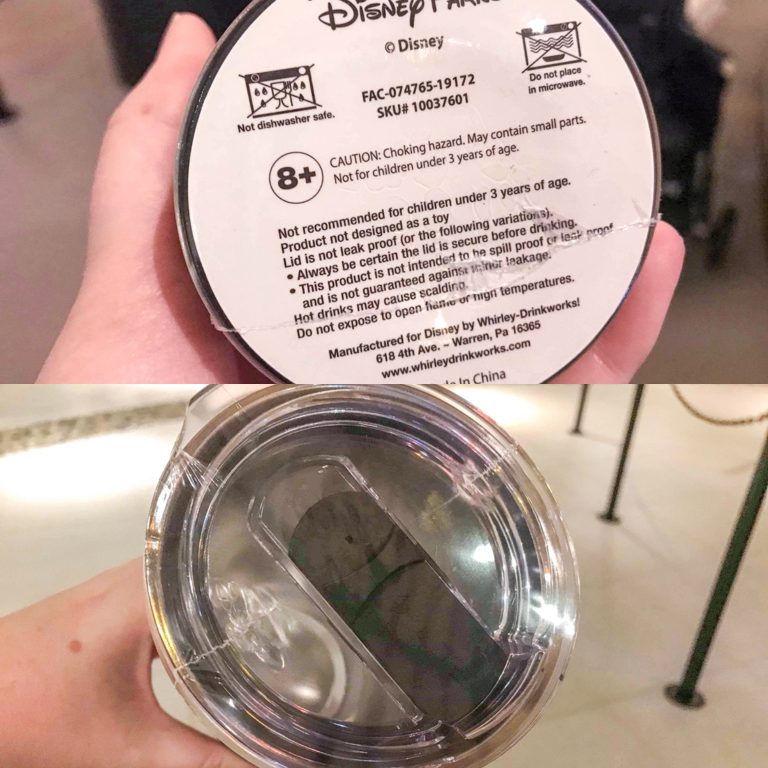 Disney Parks
© Disney
FAC-074765-19172
SKU# 10037601
Not dishwasher safe.
Do not place
in microwave.
8+
CAUTION: Choking hazard. May contain small parts.
Not for children under 3 years of age.
Not recommended for children under 3 years of age.
Product not designed as a toy
Lid is not leak proof (or the following variations).
• Always be certain the lid is secure before drinking.
• This product is not intended to be spill proof or leak proof
and is not guaranteed against minor leakage.
Hot drinks may cause scalding.
Do not expose to open flame or high temperatures.
Manufactured for Disney by Whirley-Drinkworks!
618 4th Ave. ~ Warren, Pa 16365
www.whirleydrinkworks.com
In China